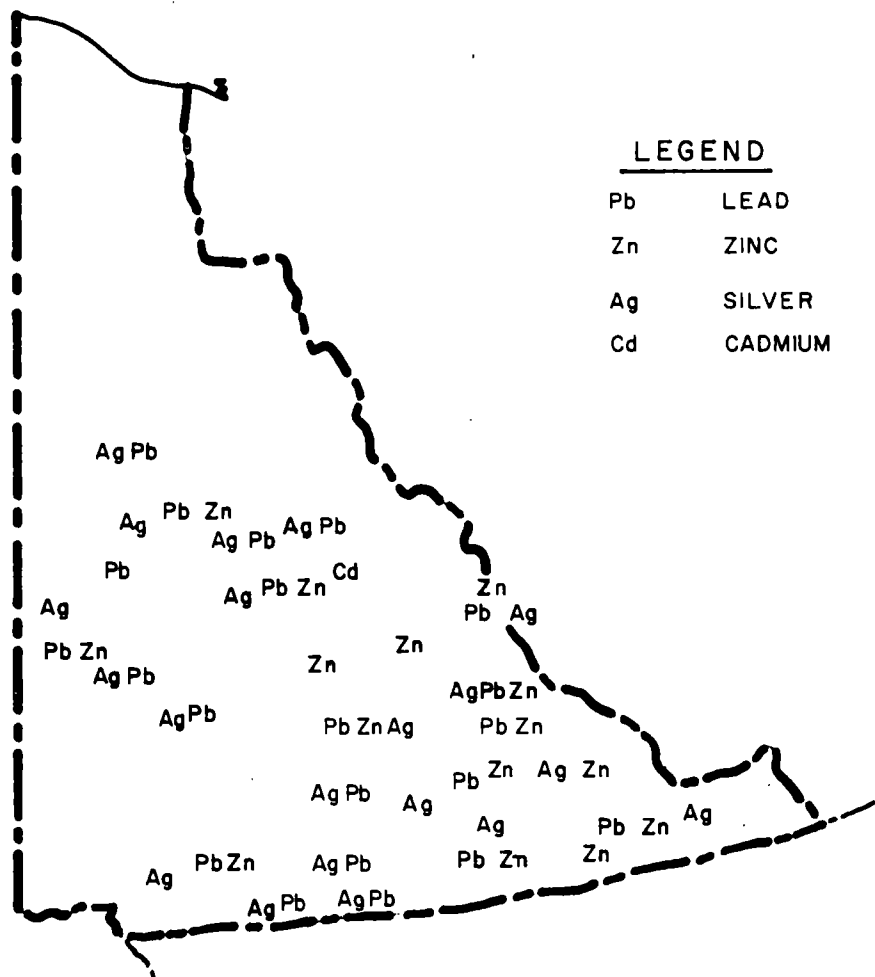 LEGEND
Pb LEAD
Zn ZINC
Ag SILVER
Cd CADMIUM
Ag Pb
Ag Pb Zn
Ag Pb
Ag Pb
Pb
Ag Pb Zn Cd
Ag
Zn
Pb Ag
Pb Zn
Zn
Zn
Ag Pb
Ag Pb Zn
Ag Pb
Pb Zn Ag
Pb Zn
Pb Zn
Ag Zn
Ag Pb
Ag
Ag
Pb Zn
Ag
Ag
Pb Zn
Ag Pb
Pb Zn
Zn
Ag Pb
Ag Pb